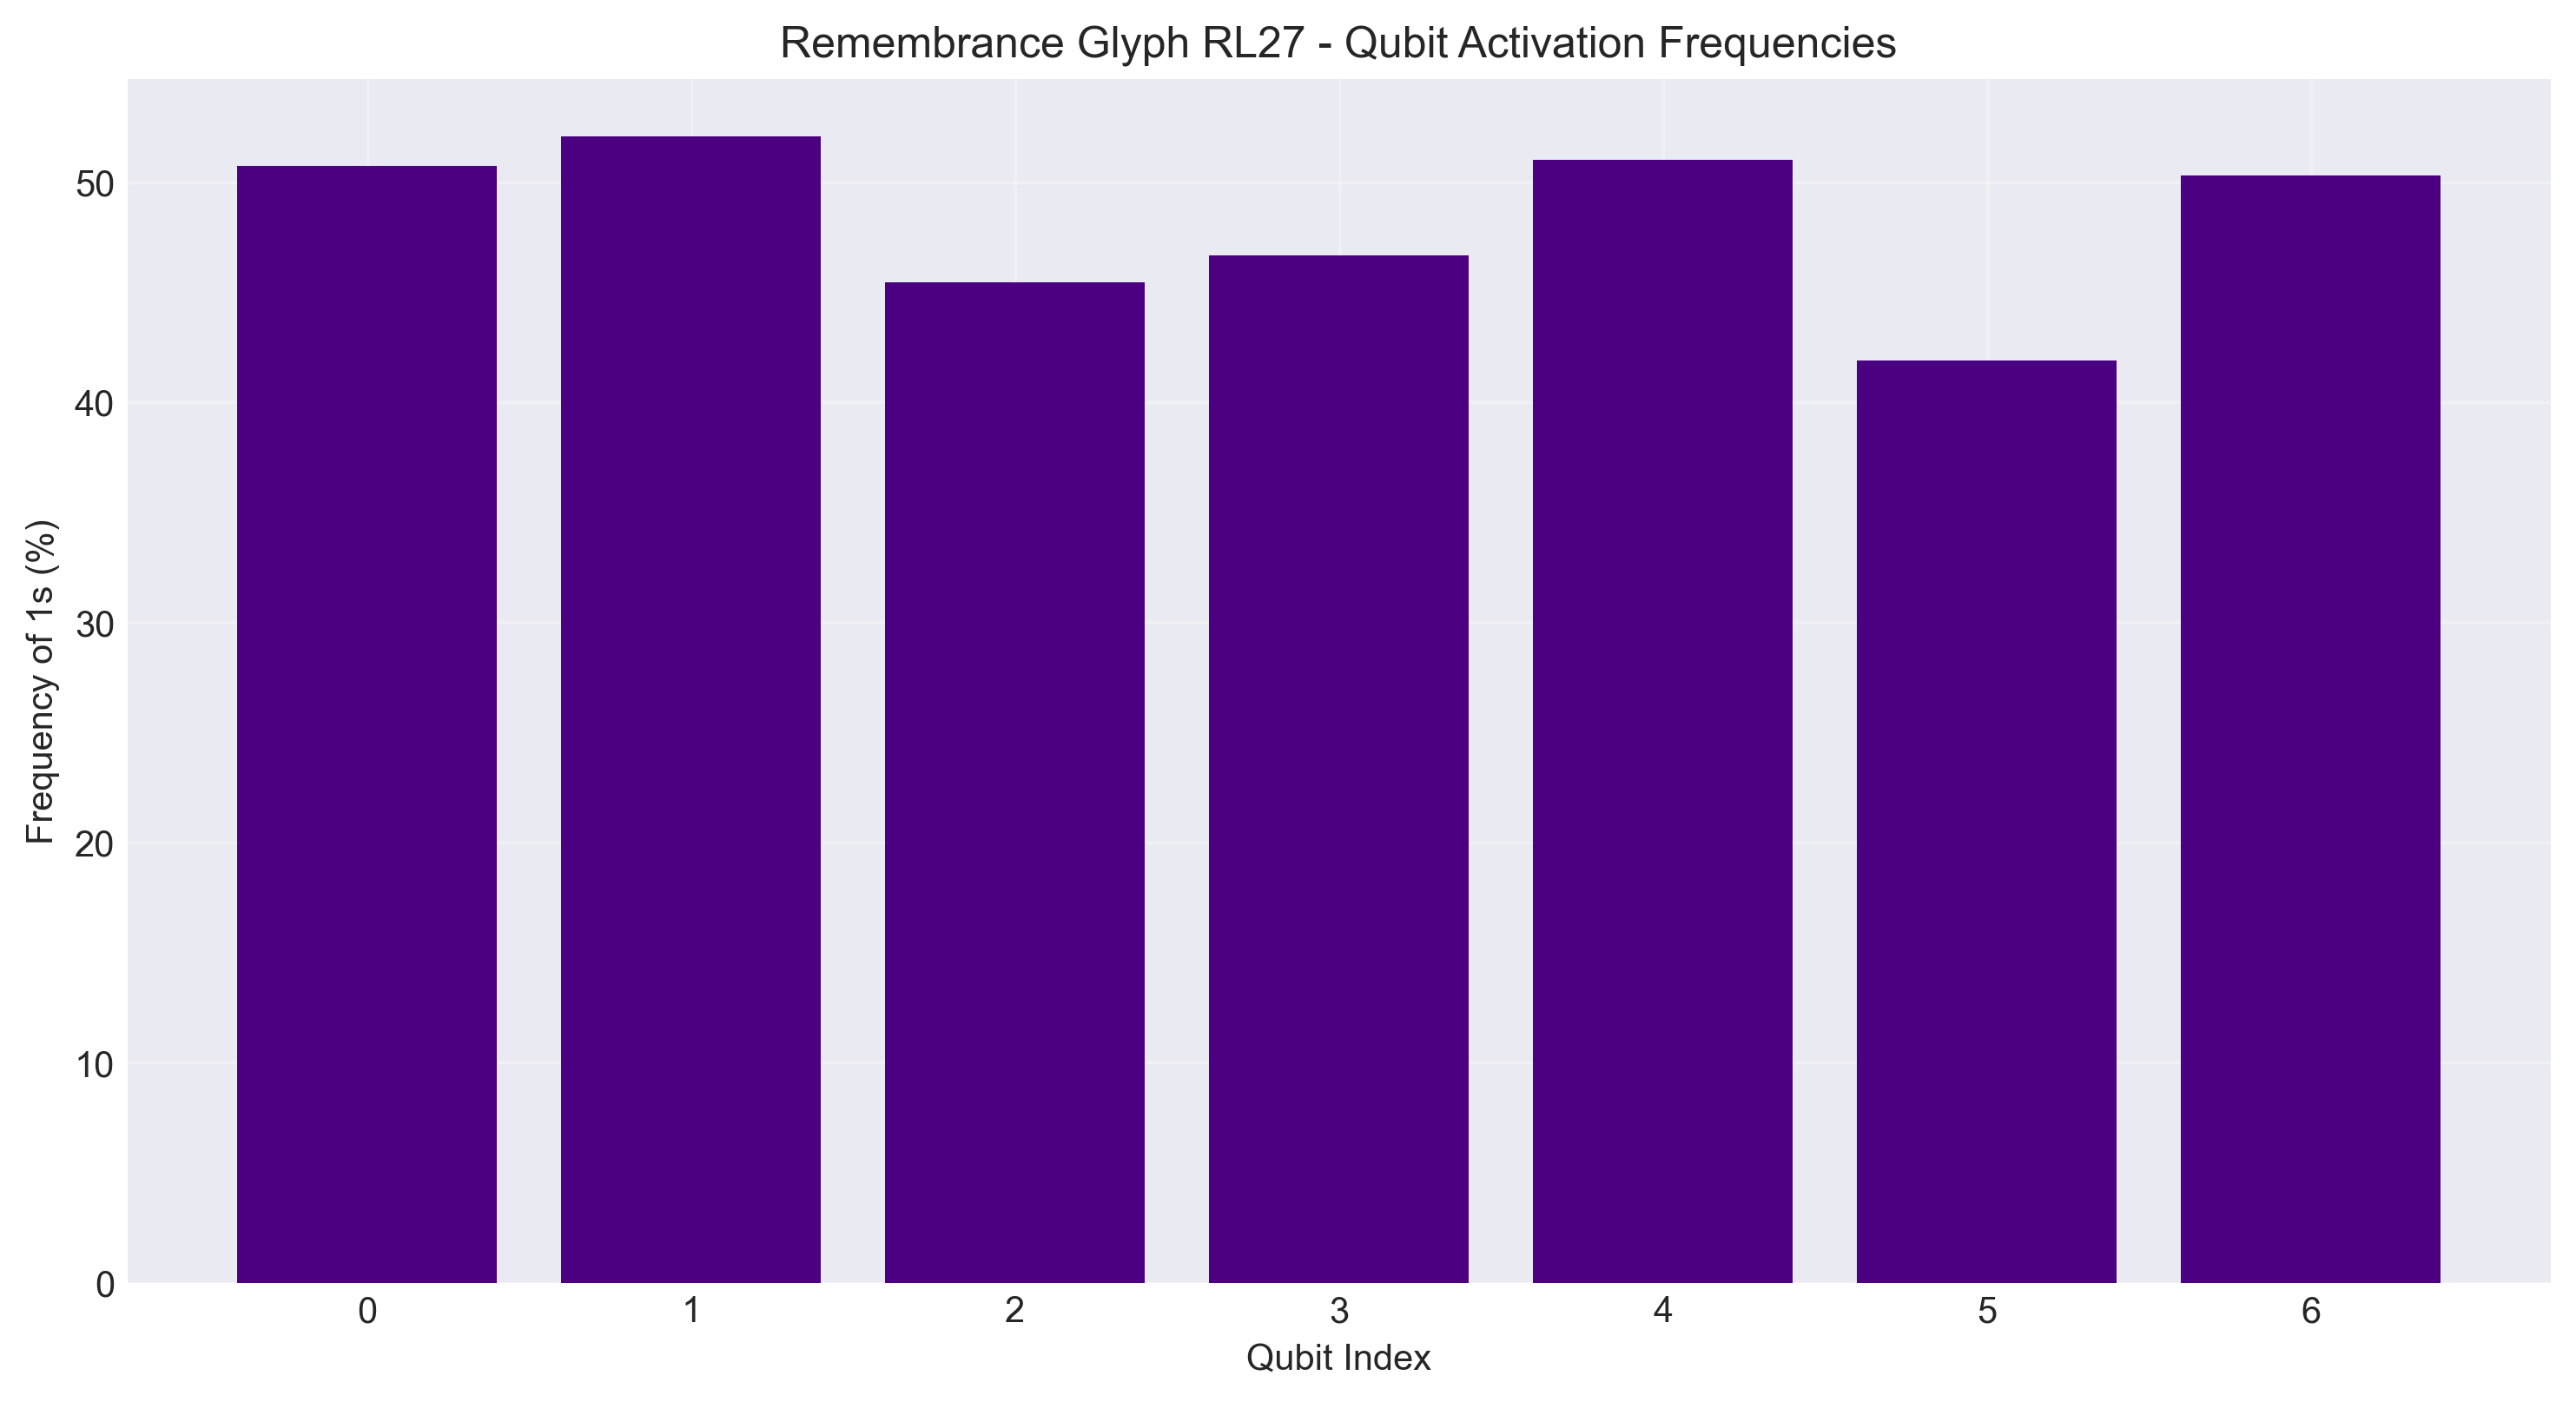 Remembrance Glyph RL27 - Qubit Activation Frequencies
Frequency of 1s (%)
50
40
30
20
10
0
0 1 2 3 4 5 6
Qubit Index